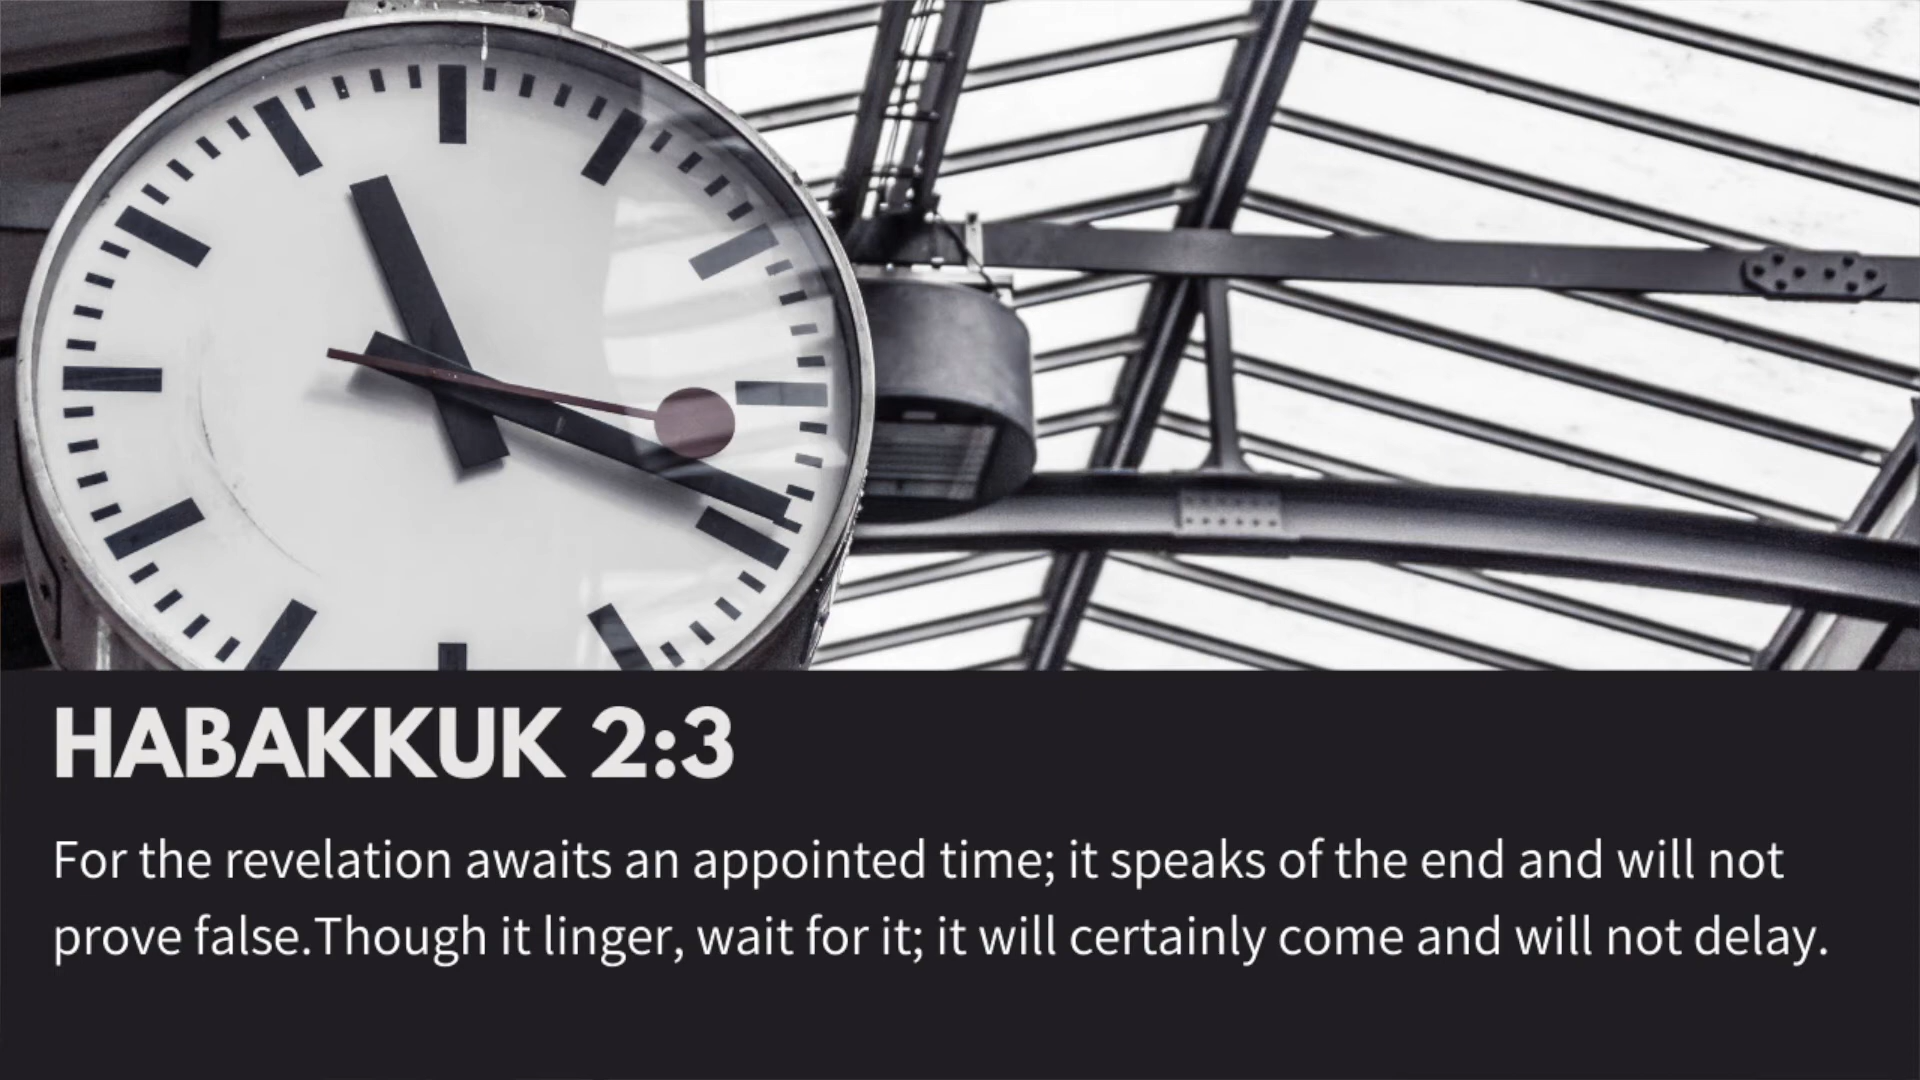 HABAKKUK 2:3
For the revelation awaits an appointed time; it speaks of the end and will not
prove false.Though it linger, wait for it; it will certainly come and will not delay.